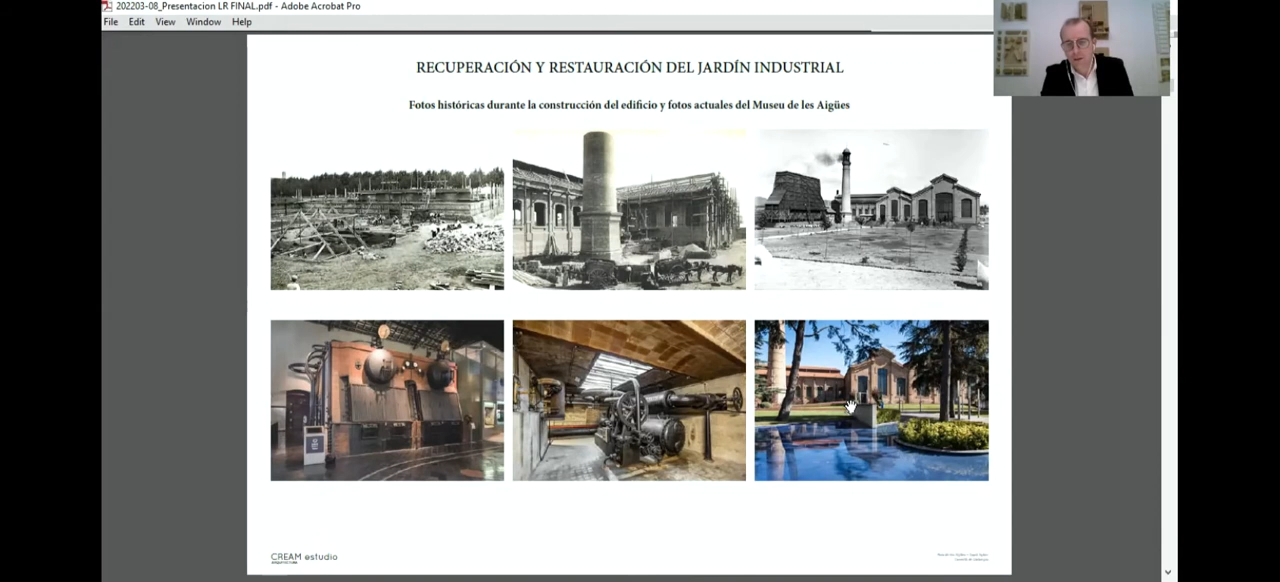 202203-08_Presentacion LR FINAL.pdf - Adobe Acrobat Pro
File Edit View Window Help
RECUPERACIÓN Y RESTAURACIÓN DEL JARDÍN INDUSTRIAL
Fotos históricas durante la construcción del edificio y fotos actuales del Museu de les Aigües
CREAM estudio
ARQUITECTURA